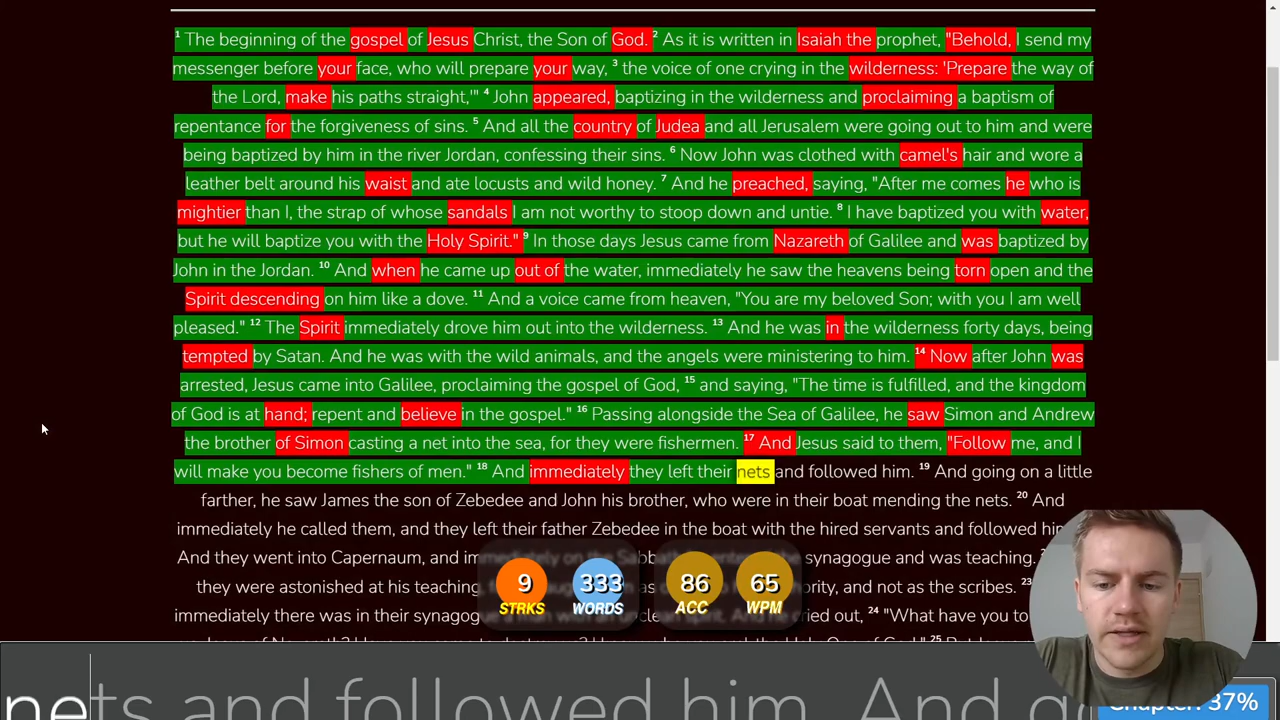 1 The beginning of the gospel of Jesus Christ, the Son of God. 2 As it is written in Isaiah the prophet, "Behold, I send my
messenger before your face, who will prepare your way, 3 the voice of one crying in the wilderness: 'Prepare the way of
the Lord, make his paths straight,'" 4 John appeared, baptizing in the wilderness and proclaiming a baptism of
repentance for the forgiveness of sins. 5 And all the country of Judea and all Jerusalem were going out to him and were
being baptized by him in the river Jordan, confessing their sins. 6 Now John was clothed with camel's hair and wore a
leather belt around his waist and ate locusts and wild honey. 7 And he preached, saying, "After me comes he who is
mightier than I, the strap of whose sandals I am not worthy to stoop down and untie. 8 I have baptized you with water,
but he will baptize you with the Holy Spirit." 9 In those days Jesus came from Nazareth of Galilee and was baptized by
John in the Jordan. 10 And when he came up out of the water, immediately he saw the heavens being torn open and the
Spirit descending on him like a dove. 11 And a voice came from heaven, "You are my beloved Son; with you I am well
pleased." 12 The Spirit immediately drove him out into the wilderness. 13 And he was in the wilderness forty days, being
tempted by Satan. And he was with the wild animals, and the angels were ministering to him. 14 Now after John was
arrested, Jesus came into Galilee, proclaiming the gospel of God, 15 and saying, "The time is fulfilled, and the kingdom
of God is at hand; repent and believe in the gospel." 16 Passing alongside the Sea of Galilee, he saw Simon and Andrew
the brother of Simon casting a net into the sea, for they were fishermen. 17 And Jesus said to them, "Follow me, and I
will make you become fishers of men." 18 And immediately they left their nets and followed him. 19 And going on a little
farther, he saw James the son of Zebedee and John his brother, who were in their boat mending the nets. 20 And
immediately he called them, and they left their father Zebedee in the boat with the hired servants and followed
And they went into Capernaum, and immediately on the Sabbath synagogue and was teaching.
they were astonished at his teaching and not as the scribes. 23
immediately there was in their synagogue cried out, 24 "What have you to
9 333 86 65
STRKS WORDS ACC WPM
nets and followed him. And
Chapter: 37%